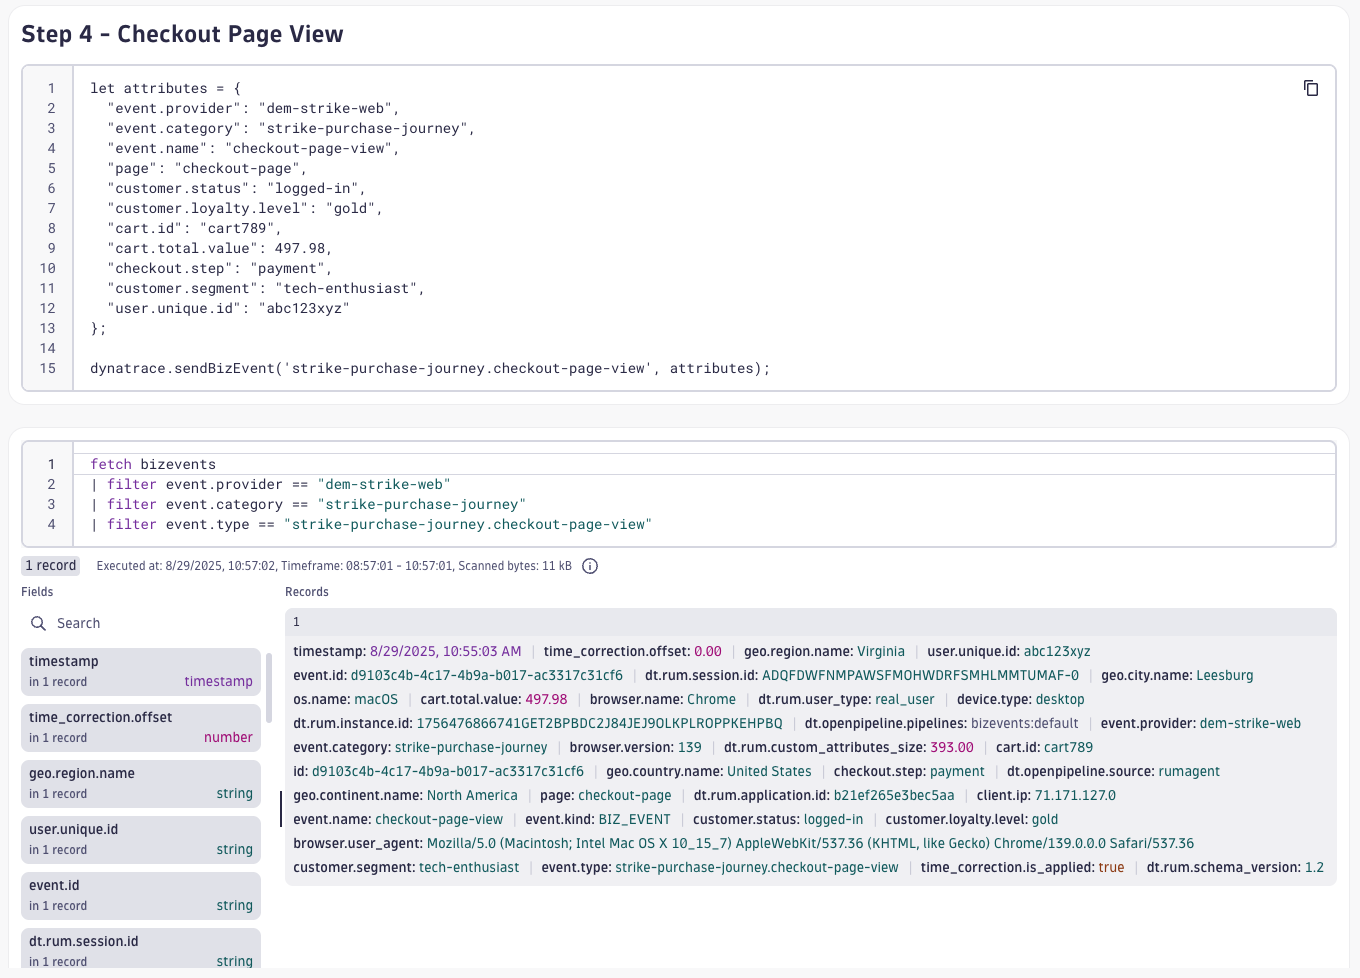 Step 4 - Checkout Page View
1 let attributes = {
2 "event.provider": "dem-strike-web",
3 "event.category": "strike-purchase-journey",
4 "event.name": "checkout-page-view",
5 "page": "checkout-page",
6 "customer.status": "logged-in",
7 "customer.loyalty.level": "gold",
8 "cart.id": "cart789",
9 "cart.total.value": 497.98,
10 "checkout.step": "payment",
11 "customer.segment": "tech-enthusiast",
12 "user.unique.id": "abc123xyz"
13 };
14
15 dynatrace.sendBizEvent('strike-purchase-journey.checkout-page-view', attributes);
1 fetch bizevents
2 | filter event.provider == "dem-strike-web"
3 | filter event.category == "strike-purchase-journey"
4 | filter event.type == "strike-purchase-journey.checkout-page-view"
1 record Executed at: 8/29/2025, 10:57:02, Timeframe: 08:57:01 - 10:57:01, Scanned bytes: 11 kB
Fields
Search
timestamp
in 1 record timestamp
time_correction.offset
in 1 record number
geo.region.name
in 1 record string
user.unique.id
in 1 record string
event.id
in 1 record string
dt.rum.session.id
in 1 record string
Records
1
timestamp: 8/29/2025, 10:55:03 AM | time_correction.offset: 0.00 | geo.region.name: Virginia | user.unique.id: abc123xyz
event.id: d9103c4b-4c17-4b9a-b017-ac3317c31cf6 | dt.rum.session.id: ADQFDWFNMPAWSFMOHWDRFSMHLMMTUMAF-0 | geo.city.name: Leesburg
os.name: macOS | cart.total.value: 497.98 | browser.name: Chrome | dt.rum.user_type: real_user | device.type: desktop
dt.rum.instance.id: 1756476866741GET2BPBDC2J84JEJ9OLKPLROPPKEHPBQ | dt.openpipeline.pipelines: bizevents:default | event.provider: dem-strike-web
event.category: strike-purchase-journey | browser.version: 139 | dt.rum.custom_attributes_size: 393.00 | cart.id: cart789
id: d9103c4b-4c17-4b9a-b017-ac3317c31cf6 | geo.country.name: United States | checkout.step: payment | dt.openpipeline.source: rumagent
geo.continent.name: North America | page: checkout-page | dt.rum.application.id: b21ef265e3bec5aa | client.ip: 71.171.127.0
event.name: checkout-page-view | event.kind: BIZ_EVENT | customer.status: logged-in | customer.loyalty.level: gold
browser.user_agent: Mozilla/5.0 (Macintosh; Intel Mac OS X 10_15_7) AppleWebKit/537.36 (KHTML, like Gecko) Chrome/139.0.0.0 Safari/537.36
customer.segment: tech-enthusiast | event.type: strike-purchase-journey.checkout-page-view | time_correction.is_applied: true | dt.rum.schema_version: 1.2